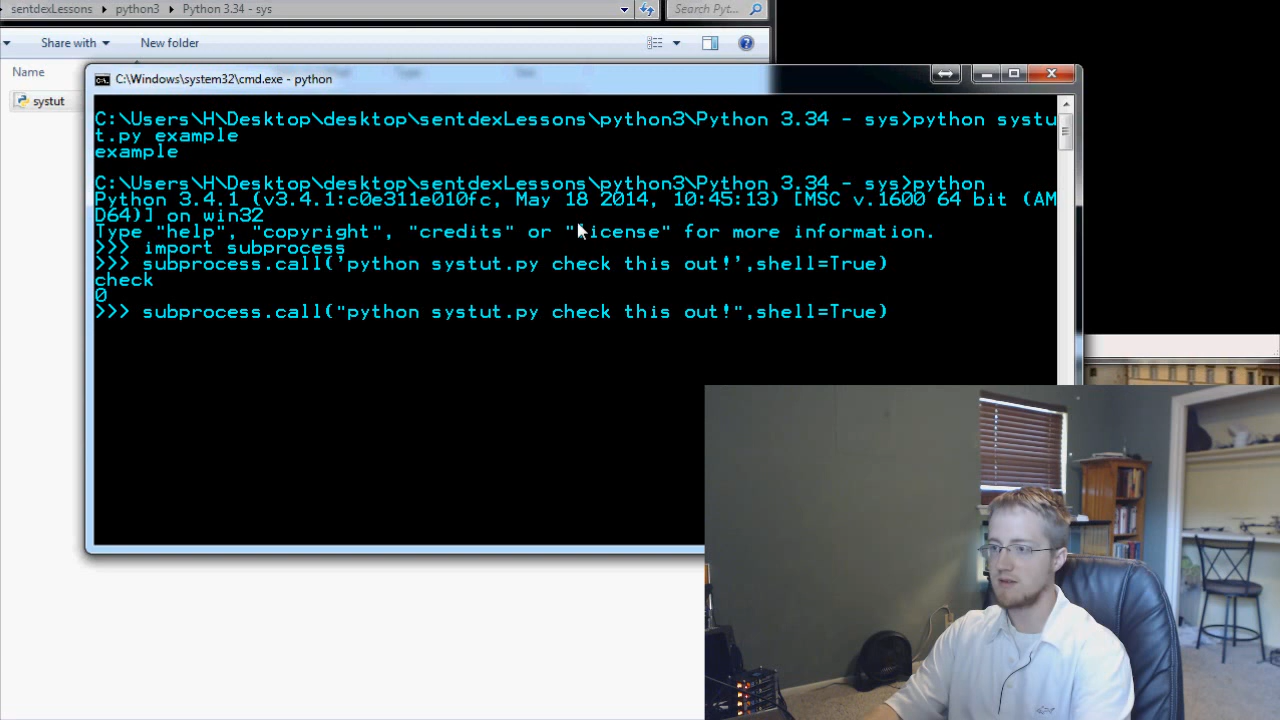 sentdexLessons ▸ python3 ▸ Python 3.34 - sys
Search Pyt...
Share with
New folder
Name
systut
C:\Windows\system32\cmd.exe - python
C:\Users\H\Desktop\desktop\sentdexLessons\python3\Python 3.34 - sys>python systu
t.py example
example
C:\Users\H\Desktop\desktop\sentdexLessons\python3\Python 3.34 - sys>python
Python 3.4.1 (v3.4.1:c0e311e010fc, May 18 2014, 10:45:13) [MSC v.1600 64 bit (AM
D64)] on win32
Type "help", "copyright", "credits" or "license" for more information.
>>> import subprocess
>>> subprocess.call('python systut.py check this out!',shell=True)
check
0
>>> subprocess.call("python systut.py check this out!",shell=True)